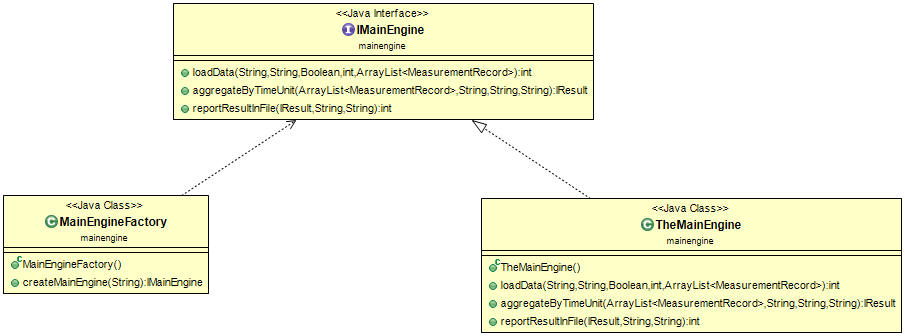 <<Java Interface>>
IMainEngine
mainengine
loadData(String,String,Boolean,int,ArrayList<MeasurementRecord>):int
aggregateByTimeUnit(ArrayList<MeasurementRecord>,String,String,String):IResult
reportResultInFile(IResult,String,String):int
<<Java Class>>
MainEngineFactory
mainengine
MainEngineFactory()
createMainEngine(String):IMainEngine
<<Java Class>>
TheMainEngine
mainengine
TheMainEngine()
loadData(String,String,Boolean,int,ArrayList<MeasurementRecord>):int
aggregateByTimeUnit(ArrayList<MeasurementRecord>,String,String,String):IResult
reportResultInFile(IResult,String,String):int